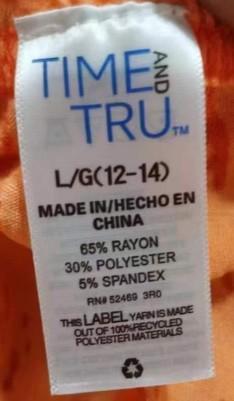 TIME AND
TRU™
L/G(12-14)
MADE IN/HECHO EN
CHINA
65% RAYON
30% POLYESTER
5% SPANDEX
RN# 52469 3R0
THIS LABEL YARN IS MADE
OUT OF 100%RECYCLED
POLYESTER MATERIALS